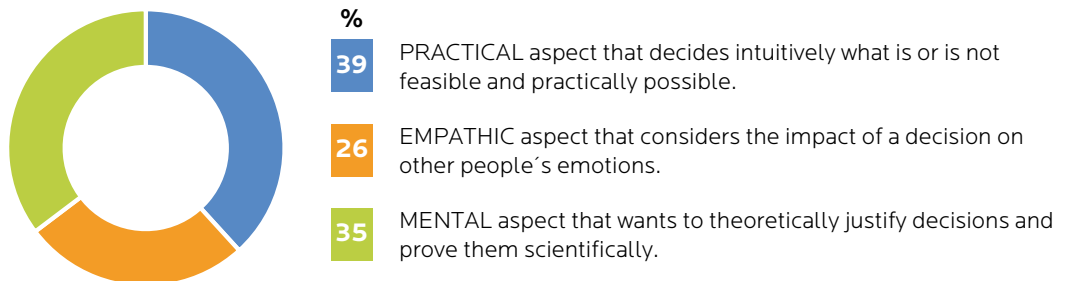 %
39 PRACTICAL aspect that decides intuitively what is or is not
feasible and practically possible.
26 EMPATHIC aspect that considers the impact of a decision on
other people´s emotions.
35 MENTAL aspect that wants to theoretically justify decisions and
prove them scientifically.